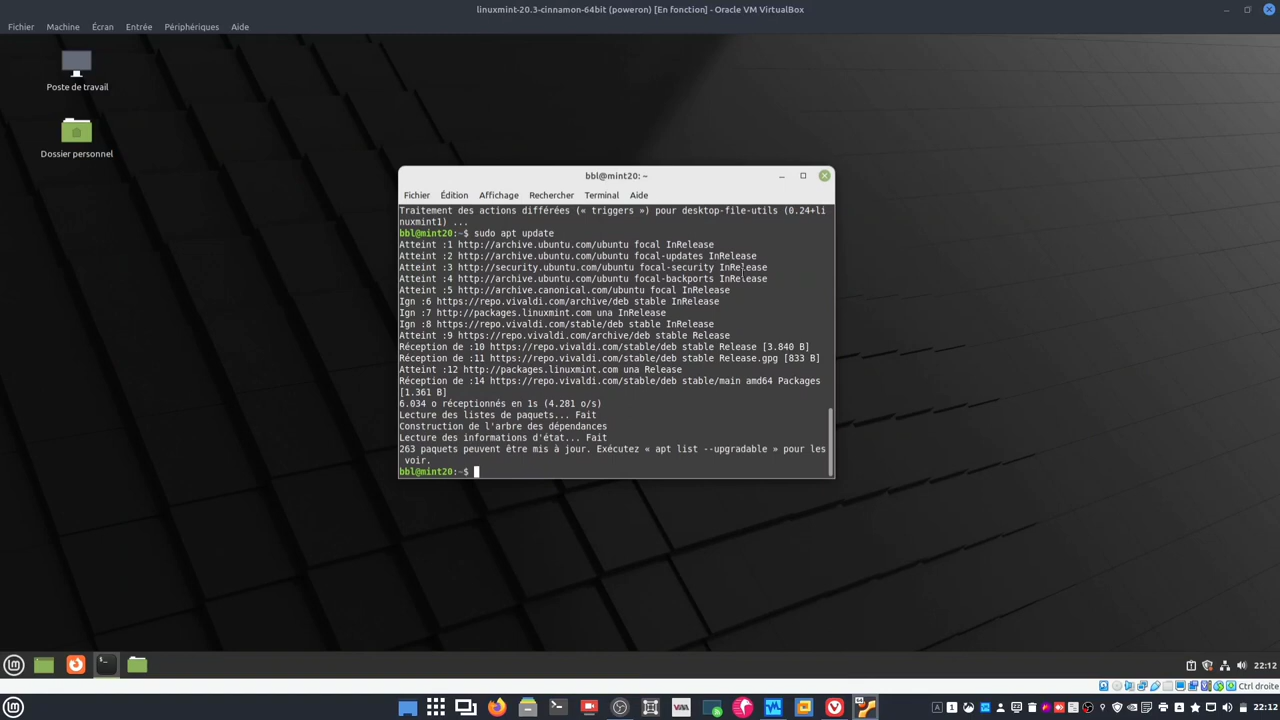 linuxmint-20.3-cinnamon-64bit (poweron) [En fonction] - Oracle VM VirtualBox
Fichier Machine Écran Entrée Périphériques Aide
Poste de travail
Dossier personnel
bbl@mint20: ~
Fichier Édition Affichage Rechercher Terminal Aide
Traitement des actions différées (« triggers ») pour desktop-file-utils (0.24+li
nuxmint1) ...
bbl@mint20:~$ sudo apt update
Atteint :1 http://archive.ubuntu.com/ubuntu focal InRelease
Atteint :2 http://archive.ubuntu.com/ubuntu focal-updates InRelease
Atteint :3 http://security.ubuntu.com/ubuntu focal-security InRelease
Atteint :4 http://archive.ubuntu.com/ubuntu focal-backports InRelease
Atteint :5 http://archive.canonical.com/ubuntu focal InRelease
Ign :6 https://repo.vivaldi.com/archive/deb stable InRelease
Ign :7 http://packages.linuxmint.com una InRelease
Ign :8 https://repo.vivaldi.com/stable/deb stable InRelease
Atteint :9 https://repo.vivaldi.com/archive/deb stable Release
Réception de :10 https://repo.vivaldi.com/stable/deb stable Release [3.840 B]
Réception de :11 https://repo.vivaldi.com/stable/deb stable Release.gpg [833 B]
Atteint :12 http://packages.linuxmint.com una Release
Réception de :14 https://repo.vivaldi.com/stable/deb stable/main amd64 Packages
[1.361 B]
6.034 o réceptionnés en 1s (4.281 o/s)
Lecture des listes de paquets... Fait
Construction de l'arbre des dépendances
Lecture des informations d'état... Fait
263 paquets peuvent être mis à jour. Exécutez « apt list --upgradable » pour les
voir.
bbl@mint20:~$
22:12
Ctrl droite
22:12